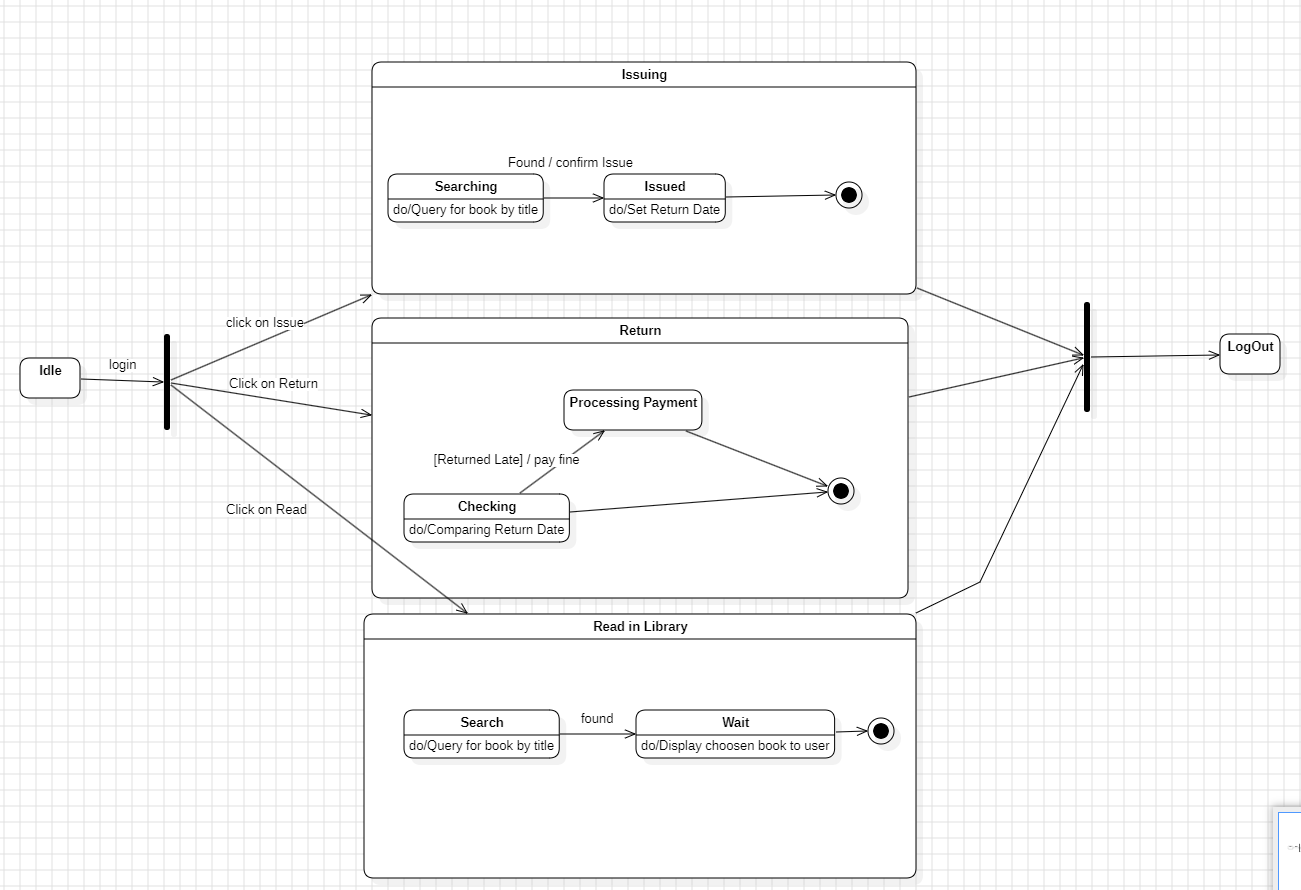 Issuing
Found / confirm Issue
Searching
do/Query for book by title
Issued
do/Set Return Date
click on Issue
Idle
login
Click on Return
Click on Read
Return
Processing Payment
[Returned Late] / pay fine
Checking
do/Comparing Return Date
LogOut
Read in Library
Search
do/Query for book by title
found
Wait
do/Display choosen book to user